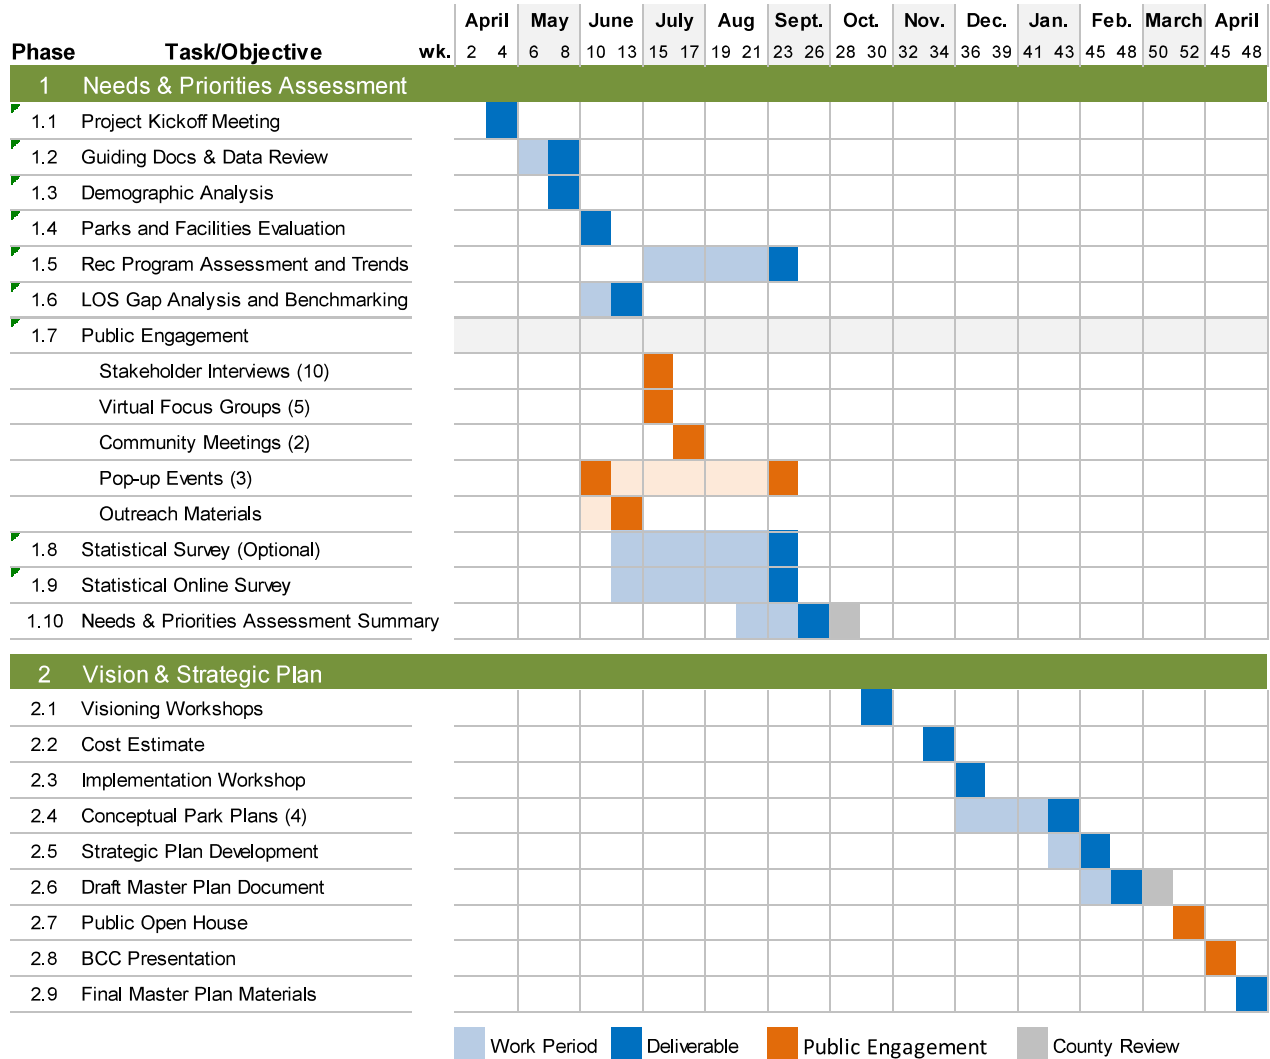 April May June July Aug Sept. Oct. Nov. Dec. Jan. Feb. March April
Phase Task/Objective wk. 2 4 6 8 10 13 15 17 19 21 23 26 28 30 32 34 36 39 41 43 45 48 50 52 45 48
1 Needs & Priorities Assessment
1.1 Project Kickoff Meeting
1.2 Guiding Docs & Data Review
1.3 Demographic Analysis
1.4 Parks and Facilities Evaluation
1.5 Rec Program Assessment and Trends
1.6 LOS Gap Analysis and Benchmarking
1.7 Public Engagement
Stakeholder Interviews (10)
Virtual Focus Groups (5)
Community Meetings (2)
Pop-up Events (3)
Outreach Materials
1.8 Statistical Survey (Optional)
1.9 Statistical Online Survey
1.10 Needs & Priorities Assessment Summary
2 Vision & Strategic Plan
2.1 Visioning Workshops
2.2 Cost Estimate
2.3 Implementation Workshop
2.4 Conceptual Park Plans (4)
2.5 Strategic Plan Development
2.6 Draft Master Plan Document
2.7 Public Open House
2.8 BCC Presentation
2.9 Final Master Plan Materials
Work Period Deliverable Public Engagement County Review